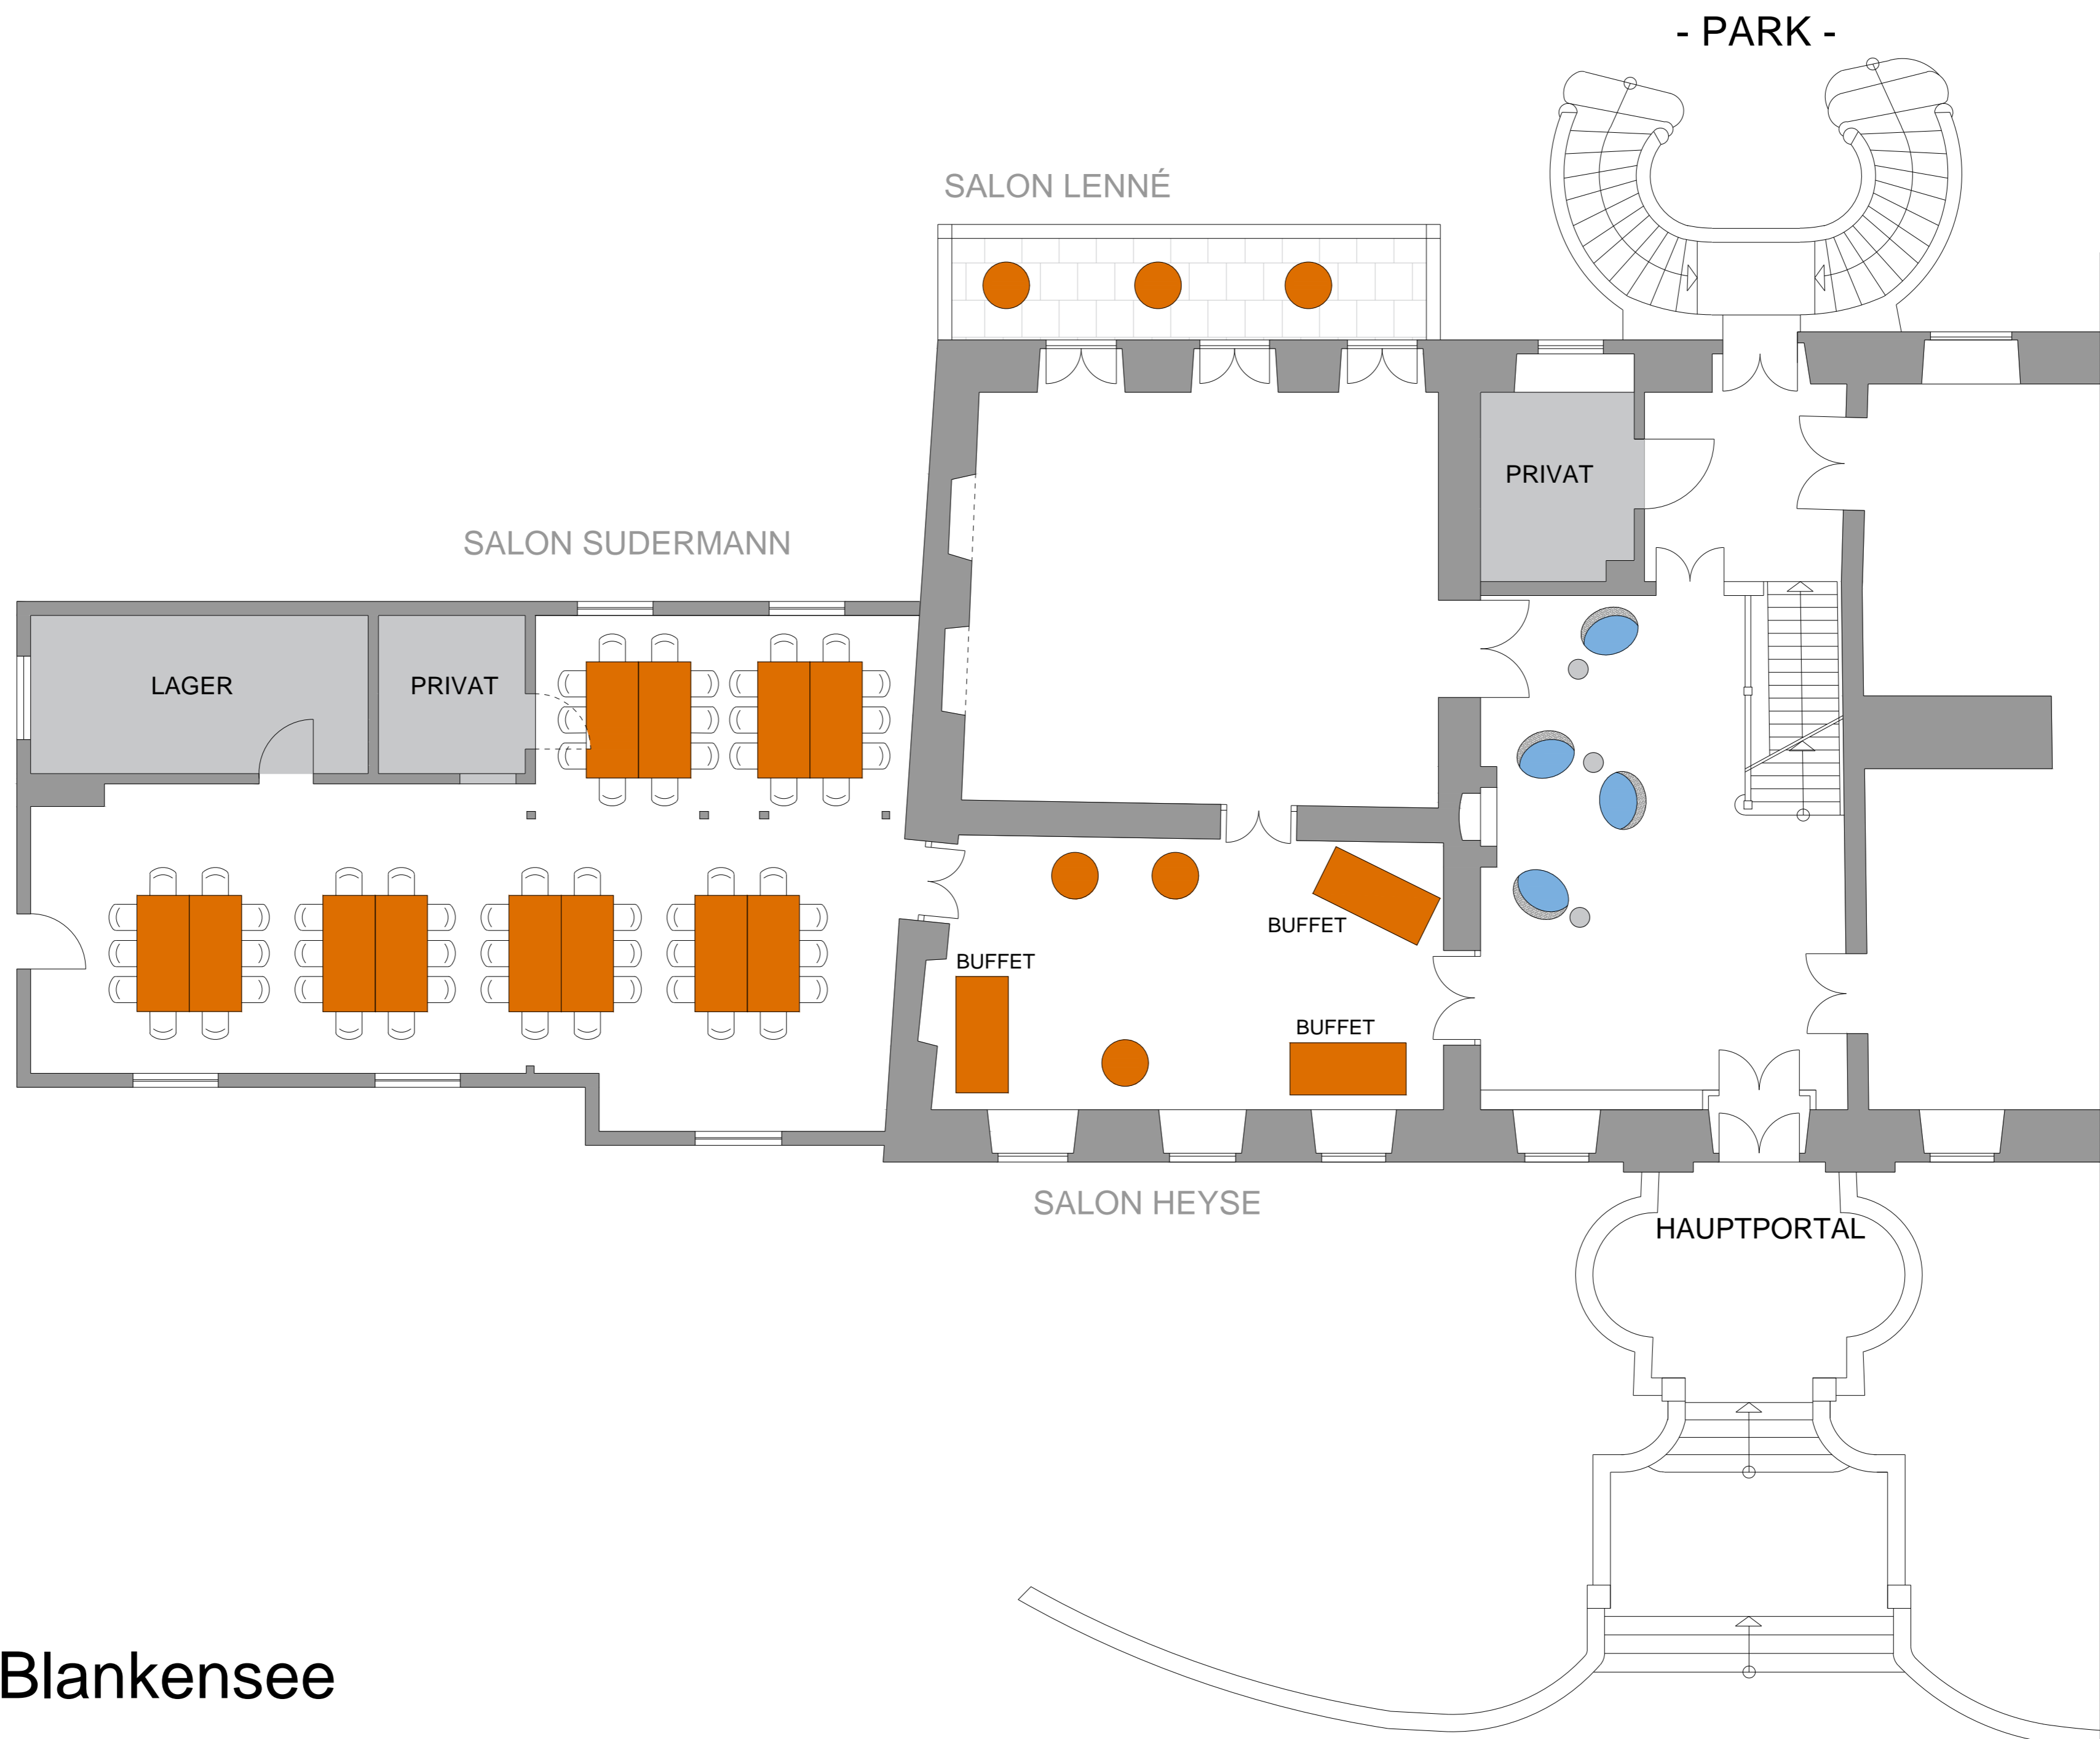 - PARK -
SALON LENNÉ
PRIVAT
SALON SUDERMANN
LAGER
PRIVAT
BUFFET
BUFFET
BUFFET
SALON HEYSE
HAUPTPORTAL
Blankensee